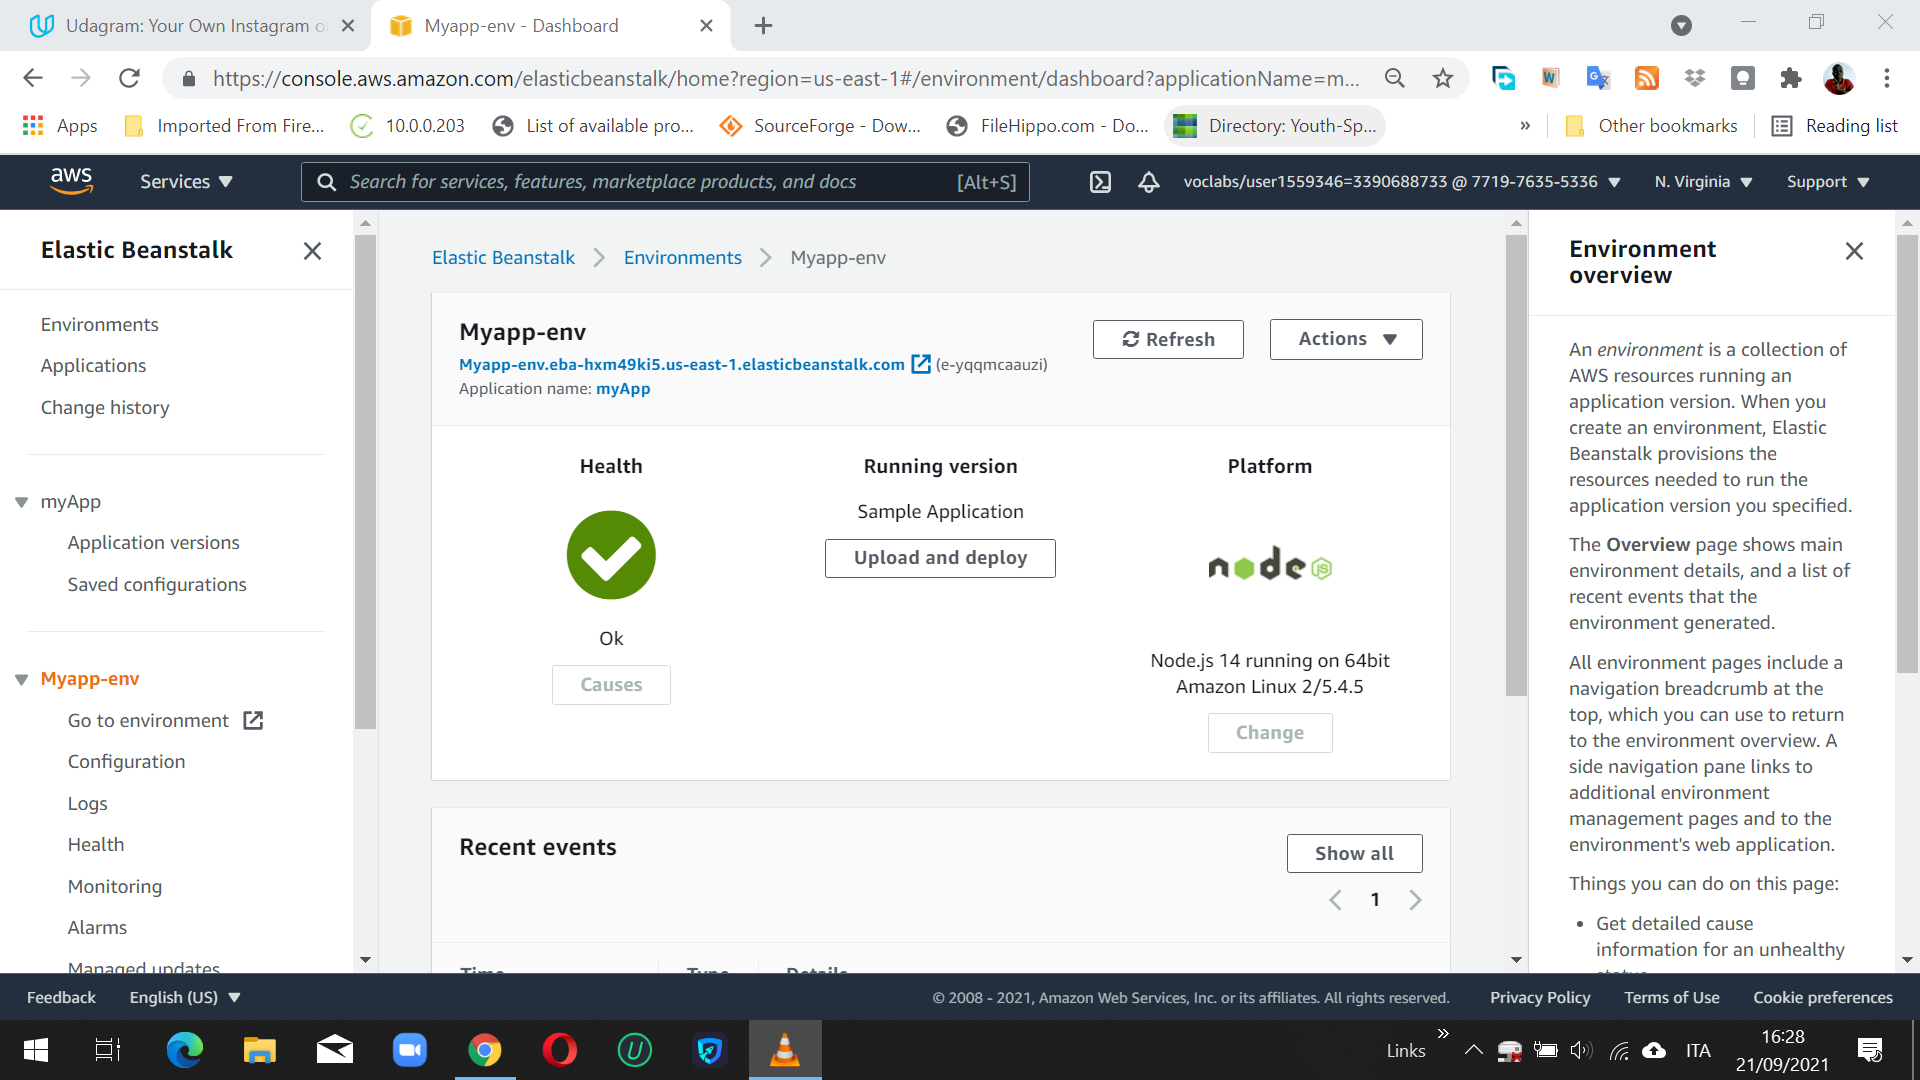 Udagram: Your Own Instagram o
Myapp-env - Dashboard
https://console.aws.amazon.com/elasticbeanstalk/home?region=us-east-1#/environment/dashboard?applicationName=m...
Apps
Imported From Fire...
10.0.0.203
List of available pro...
SourceForge - Dow...
FileHippo.com - Do...
Directory: Youth-Sp...
»
Other bookmarks
Reading list
aws
Services
Search for services, features, marketplace products, and docs
[Alt+S]
voclabs/user1559346=3390688733 @ 7719-7635-5336
N. Virginia
Support
Elastic Beanstalk
Environments
Applications
Change history
myApp
Application versions
Saved configurations
Myapp-env
Go to environment
Configuration
Logs
Health
Monitoring
Alarms
Managed updates
Elastic Beanstalk
Environments
Myapp-env
Myapp-env
Myapp-env.eba-hxm49ki5.us-east-1.elasticbeanstalk.com (e-yqqmcaauzi)
Application name: myApp
Refresh
Actions
Health
Ok
Causes
Running version
Sample Application
Upload and deploy
Platform
node JS
Node.js 14 running on 64bit
Amazon Linux 2/5.4.5
Change
Recent events
Show all
1
Time
Type
Details
Environment
overview
An environment is a collection of
AWS resources running an
application version. When you
create an environment, Elastic
Beanstalk provisions the
resources needed to run the
application version you specified.
The Overview page shows main
environment details, and a list of
recent events that the
environment generated.
All environment pages include a
navigation breadcrumb at the
top, which you can use to return
to the environment overview. A
side navigation pane links to
additional environment
management pages and to the
environment's web application.
Things you can do on this page:
• Get detailed cause
information for an unhealthy
status
Feedback
English (US)
© 2008 - 2021, Amazon Web Services, Inc. or its affiliates. All rights reserved.
Privacy Policy
Terms of Use
Cookie preferences
Links
»
ITA
16:28
21/09/2021